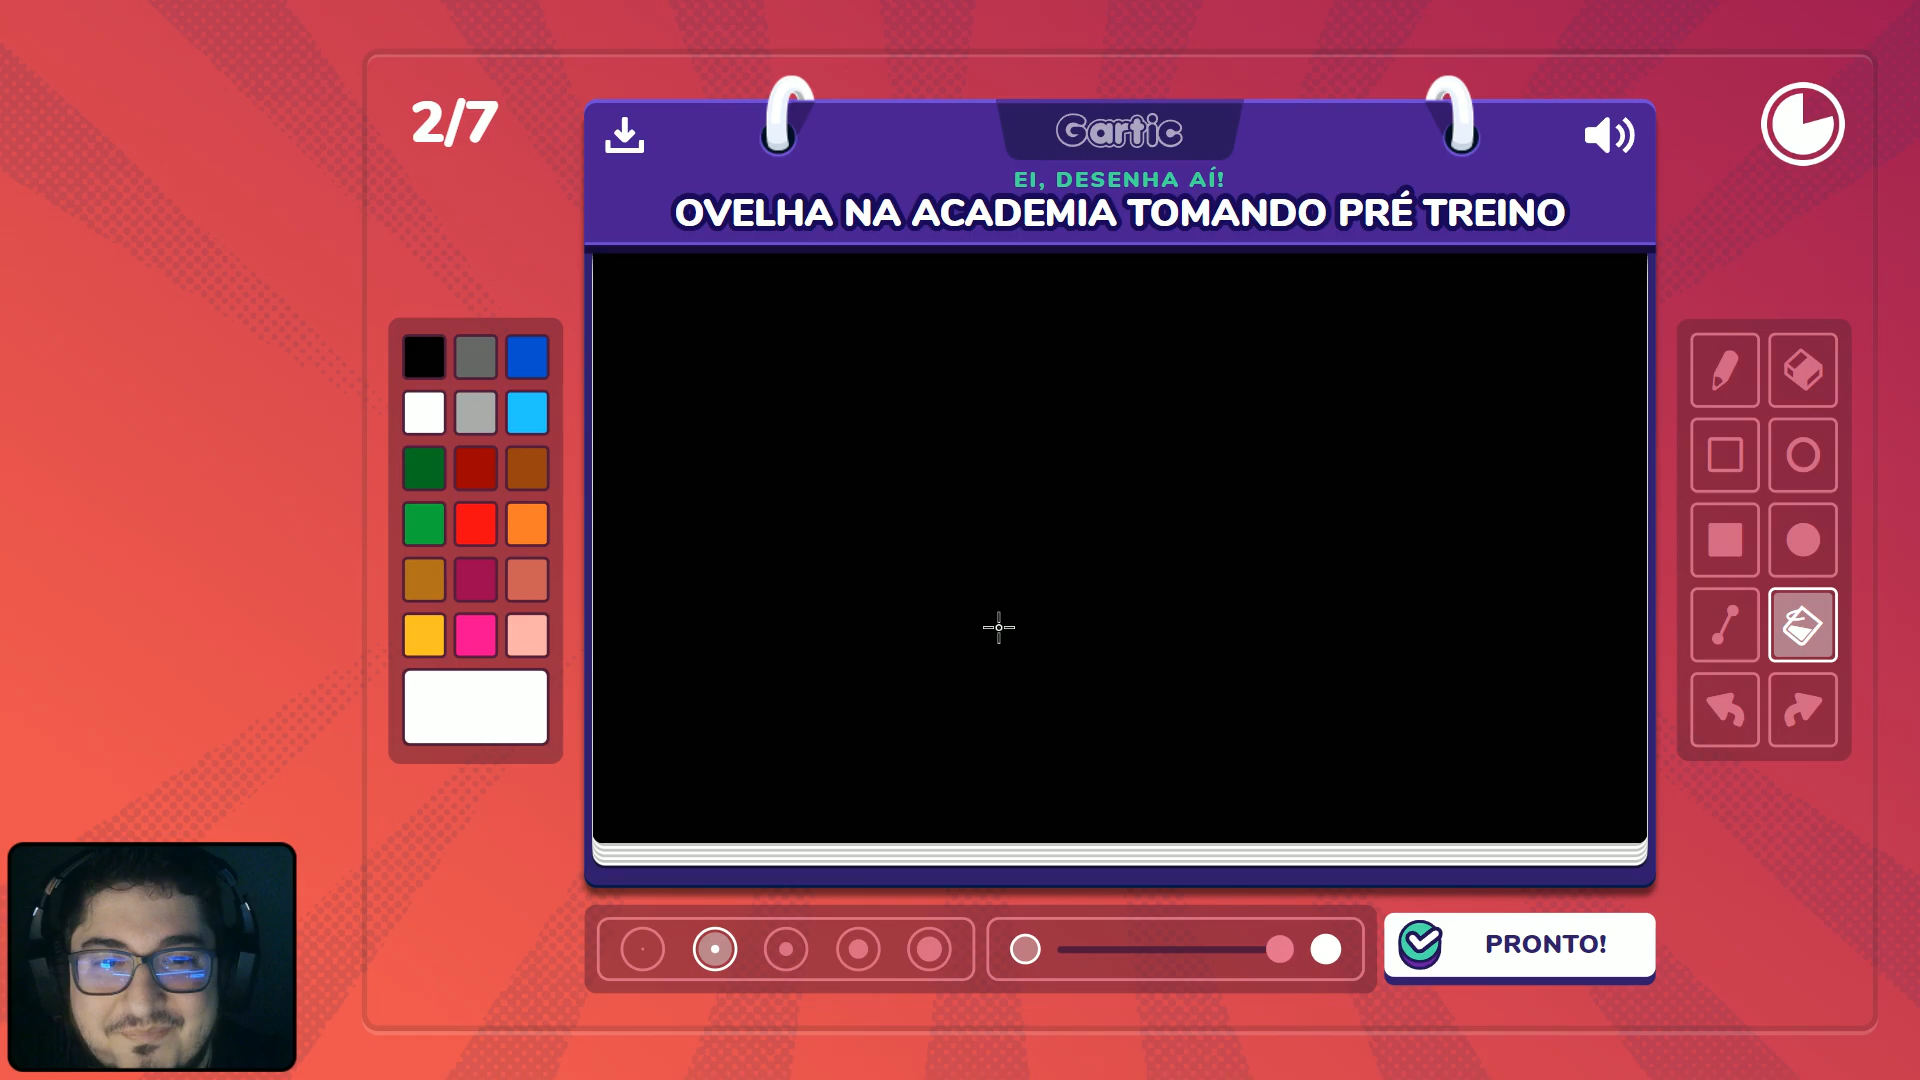 2/7
Gartic
EI, DESENHA AÍ!
OVELHA NA ACADEMIA TOMANDO PRÉ TREINO
PRONTO!